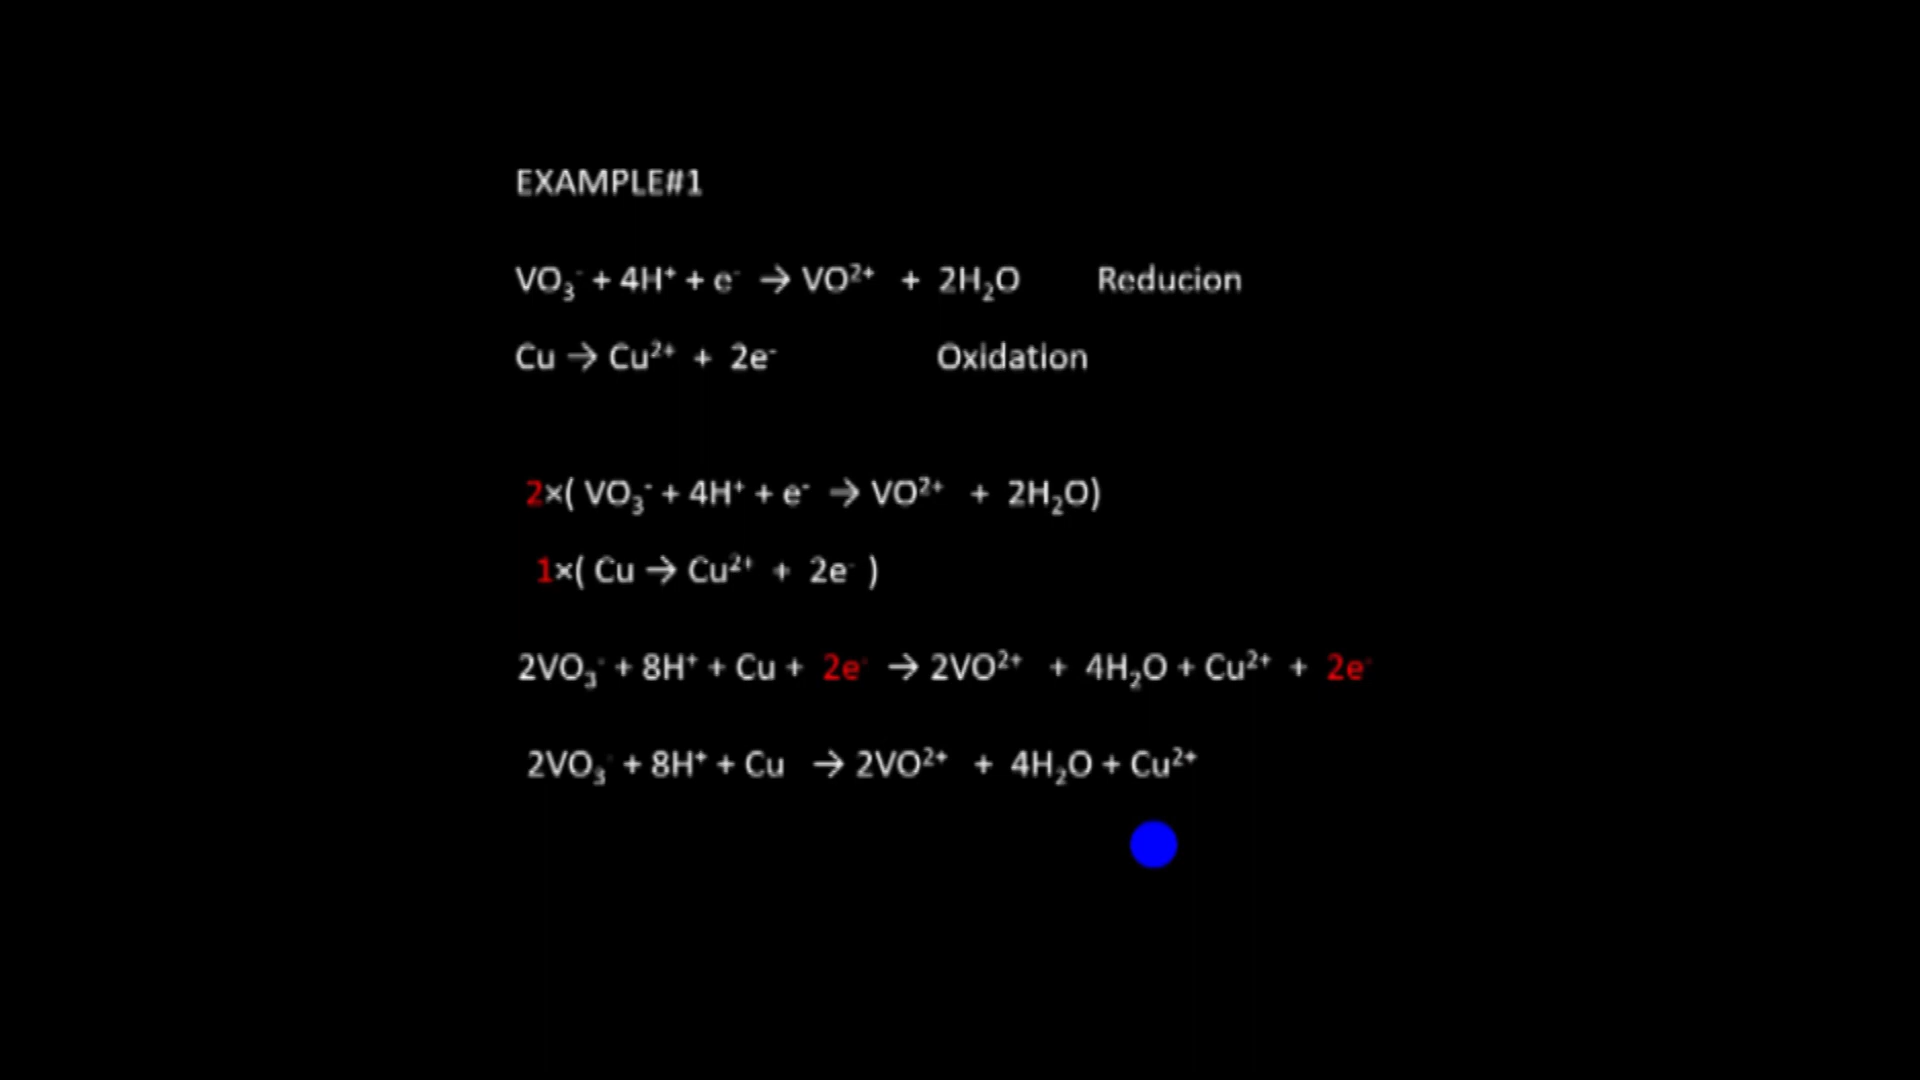 EXAMPLE#1
VO₃⁻ + 4H⁺ + e⁻ → VO²⁺ + 2H₂O Reducion
Cu → Cu²⁺ + 2e⁻ Oxidation
2×( VO₃⁻ + 4H⁺ + e⁻ → VO²⁺ + 2H₂O)
1×( Cu → Cu²⁺ + 2e⁻ )
2VO₃⁻ + 8H⁺ + Cu + 2e⁻ → 2VO²⁺ + 4H₂O + Cu²⁺ + 2e⁻
2VO₃⁻ + 8H⁺ + Cu → 2VO²⁺ + 4H₂O + Cu²⁺